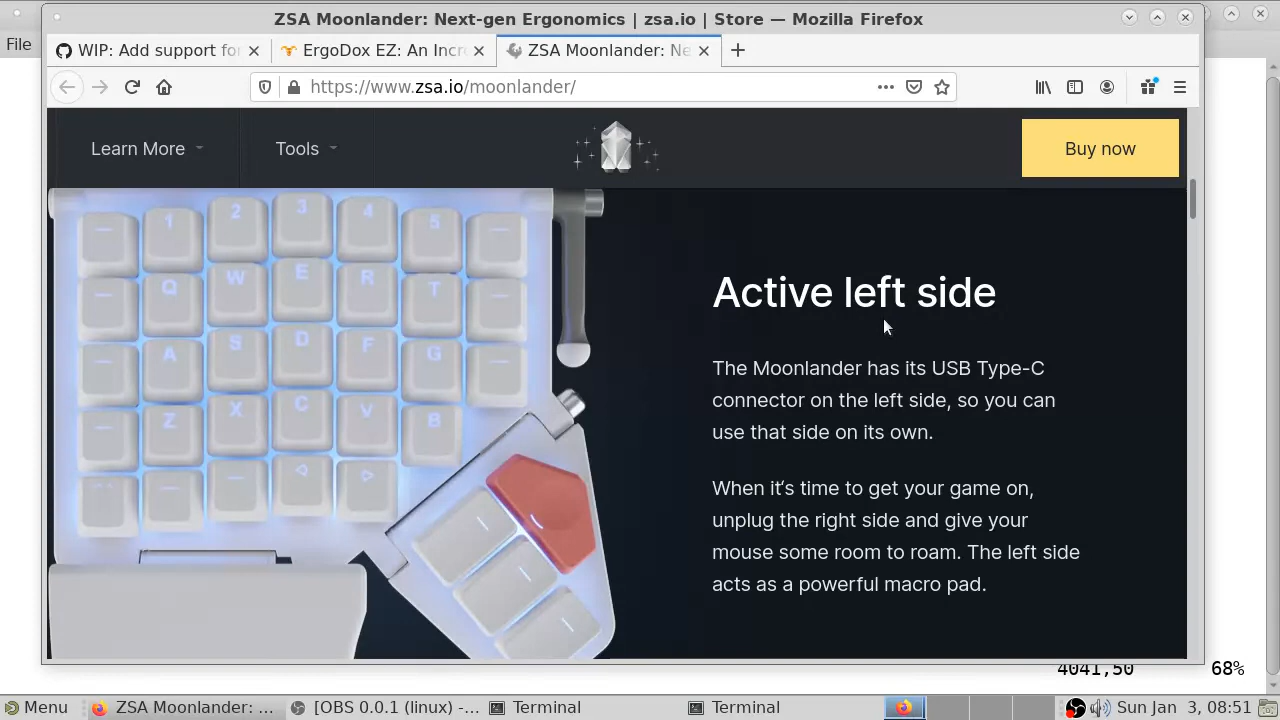 ZSA Moonlander: Next-gen Ergonomics | zsa.io | Store — Mozilla Firefox
File
WIP: Add support fo
ErgoDox EZ: An Incr
ZSA Moonlander: Ne
https://www.zsa.io/moonlander/
Learn More
Tools
Buy now
1 2 3 4 5
Q W E R T
A S D F G
Z X C V B
Active left side
The Moonlander has its USB Type-C
connector on the left side, so you can
use that side on its own.
When it's time to get your game on,
unplug the right side and give your
mouse some room to roam. The left side
acts as a powerful macro pad.
4041,50 68%
Menu
ZSA Moonlander: ...
[OBS 0.0.1 (linux) -...
Terminal
Terminal
Sun Jan 3, 08:51